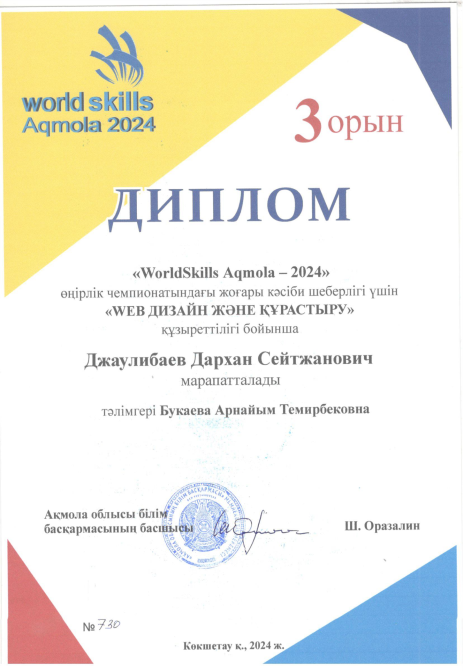 world skills
Aqmola 2024
3 орын
ДИПЛОМ
«WorldSkills Aqmola – 2024»
өңірлік чемпионатындағы жоғары кәсіби шеберлігі үшін
«WEB ДИЗАЙН ЖӘНЕ ҚҰРАСТЫРУ»
құзыреттілігі бойынша
Джаулибаев Дархан Сейтжанович
марапатталады
тәлімгері Букаева Арнайым Темирбековна
Ақмола облысы білім
басқармасының басшысы
Ш. Оразалин
№ 730
Көкшетау қ., 2024 ж.